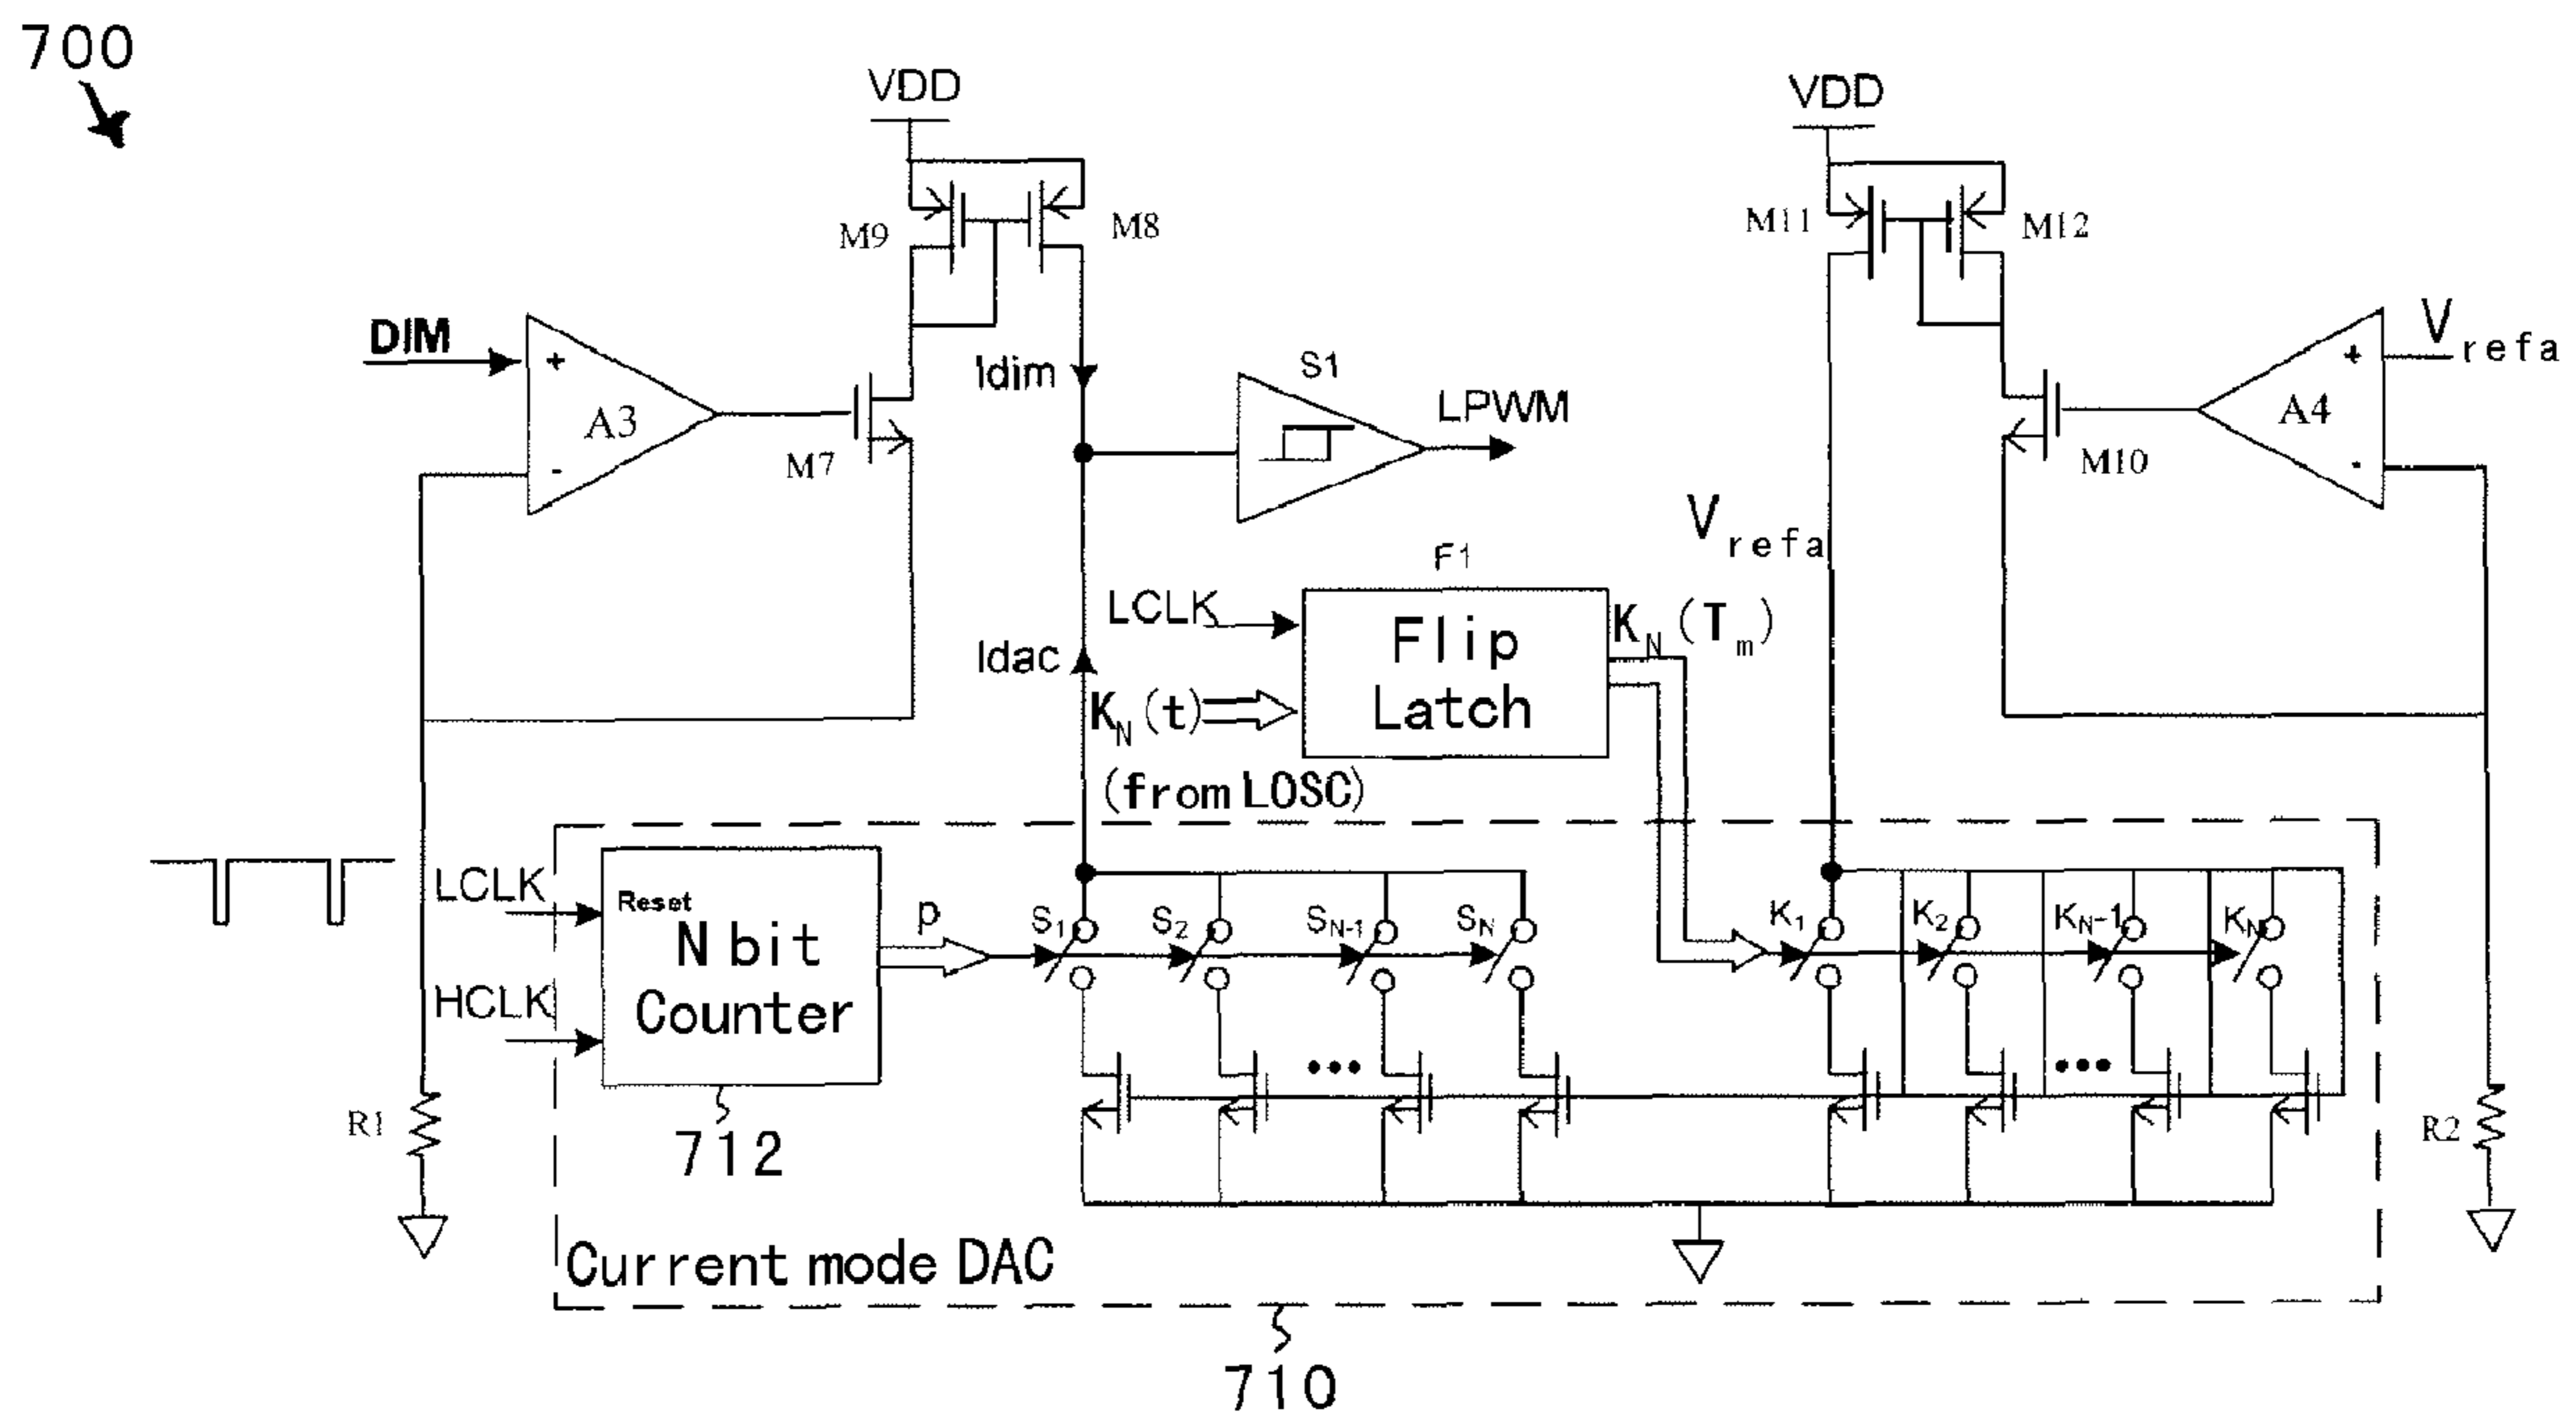 700
VDD
VDD
M9
M8
M11
M12
DIM
+
A3
-
M7
Idim
S1
LPWM
Vrefa
+
A4
-
M10
Vrefa
F1
LCLK
Flip
Latch
KN(Tm)
Idac
KN(t)
(from LOSC)
LCLK
Reset
N bit
Counter
HCLK
p
S1
S2
SN-1
SN
K1
K2
KN-1
KN
R1
712
R2
Current mode DAC
710